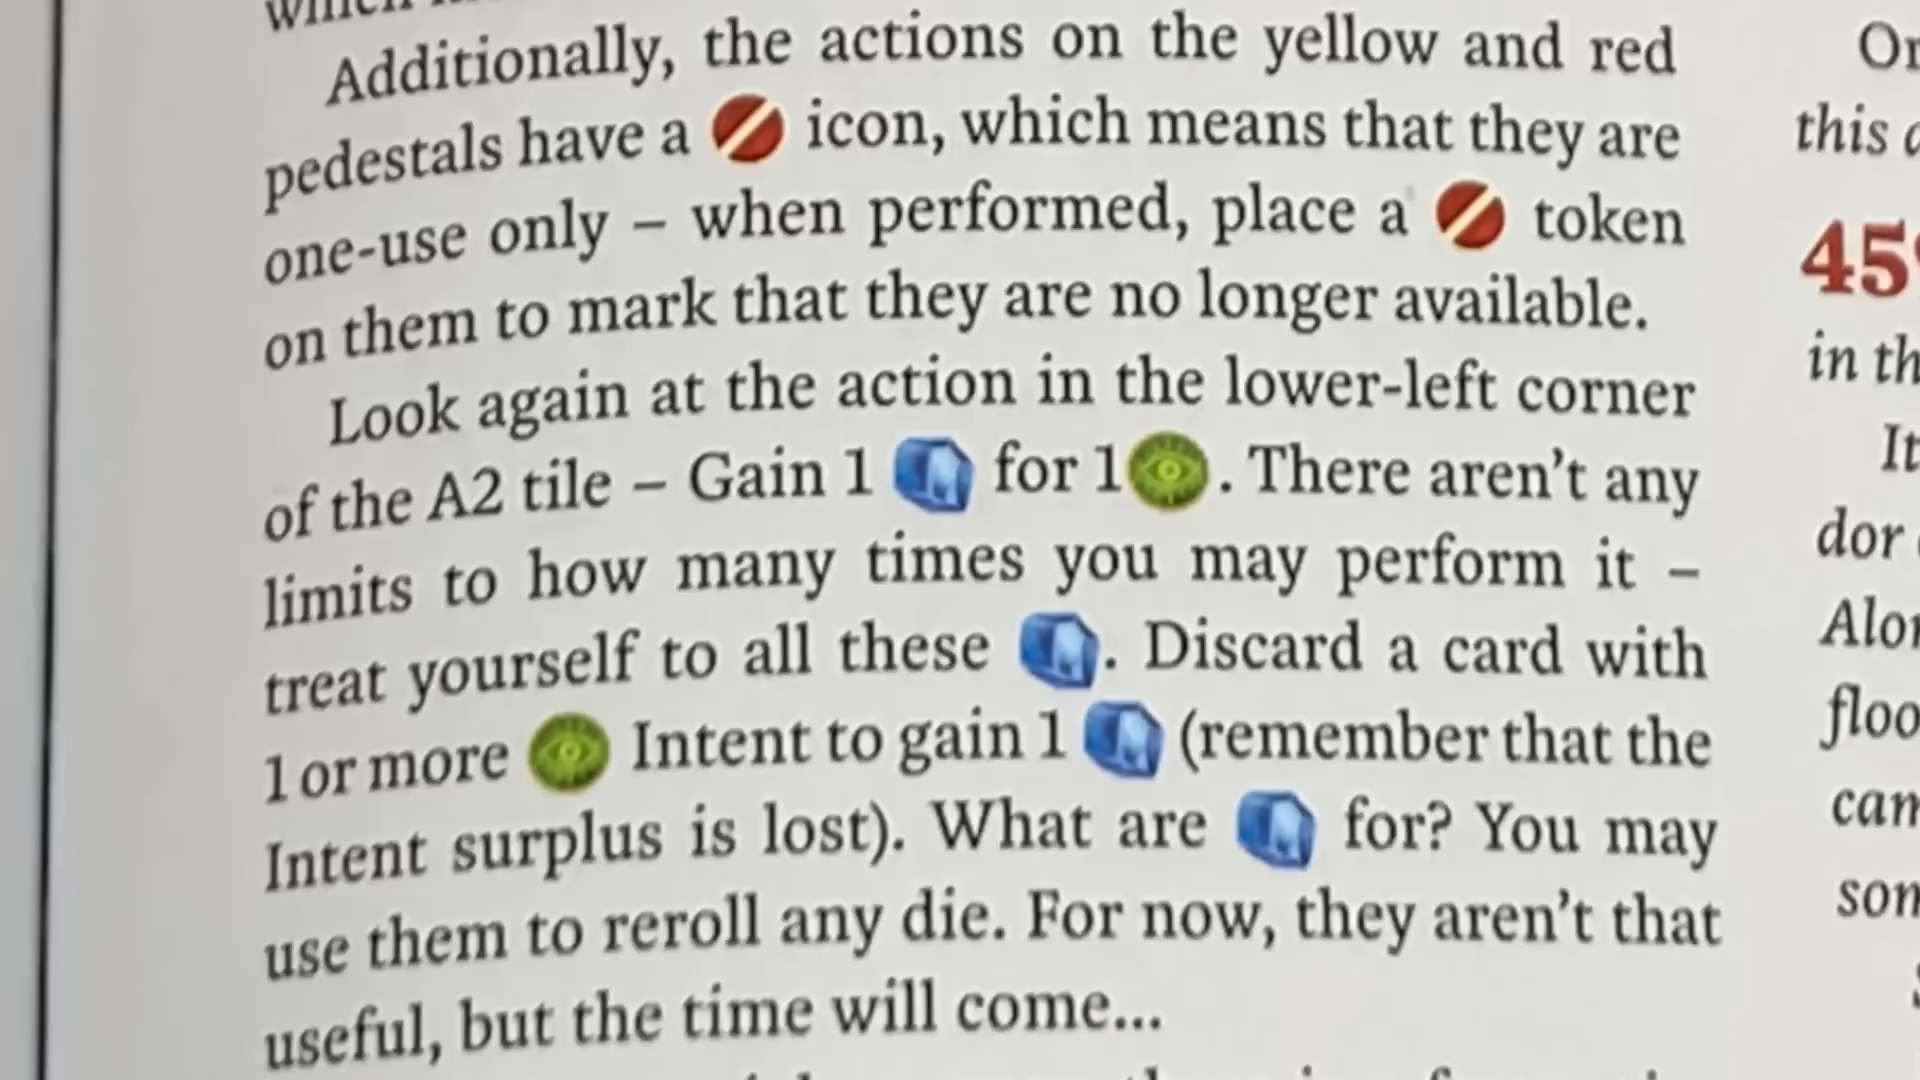 which
Additionally, the actions on the yellow and red
pedestals have a icon, which means that they are
one-use only – when performed, place a token
on them to mark that they are no longer available.
Look again at the action in the lower-left corner
of the A2 tile – Gain 1 for 1 . There aren't any
limits to how many times you may perform it –
treat yourself to all these . Discard a card with
1 or more Intent to gain 1 (remember that the
Intent surplus is lost). What are for? You may
use them to reroll any die. For now, they aren't that
useful, but the time will come...
this
45
in th
It
dor
floo